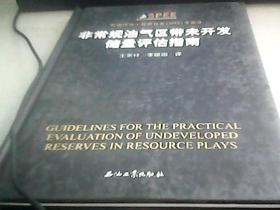 SPEE
非常规油气区带未开发
储量评估指南
GUIDELINES FOR THE PRACTICAL
EVALUATION OF UNDEVELOPED
RESERVES IN RESOURCE PLAYS
石油工业出版社